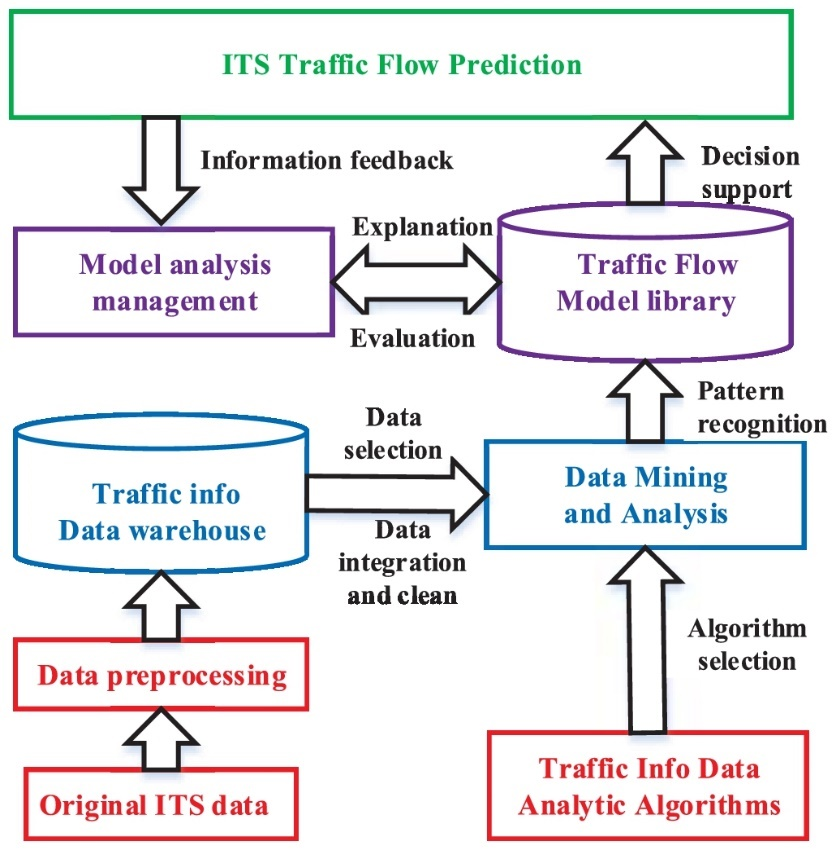 ITS Traffic Flow Prediction
Information feedback
Decision
support
Model analysis
management
Explanation
Evaluation
Traffic Flow
Model library
Pattern
recognition
Traffic info
Data warehouse
Data
selection
Data
integration
and clean
Data Mining
and Analysis
Data preprocessing
Algorithm
selection
Original ITS data
Traffic Info Data
Analytic Algorithms